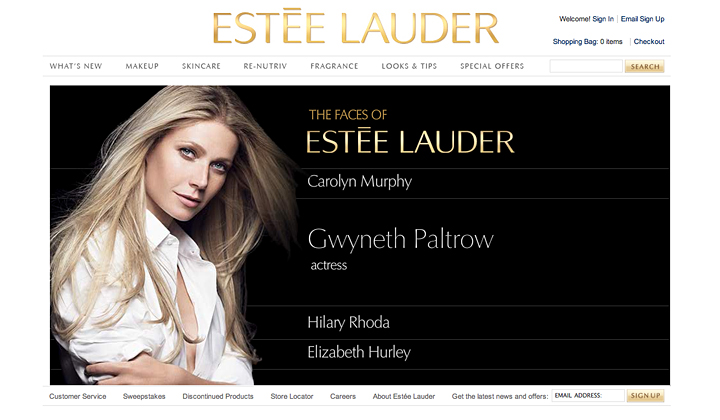 ESTĒE LAUDER
Welcome! Sign In | Email Sign Up
Shopping Bag: 0 items | Checkout
WHAT'S NEW MAKEUP SKINCARE RE-NUTRIV FRAGRANCE LOOKS & TIPS SPECIAL OFFERS SEARCH
THE FACES OF
ESTĒE LAUDER
Carolyn Murphy
Gwyneth Paltrow
actress
Hilary Rhoda
Elizabeth Hurley
Customer Service Sweepstakes Discontinued Products Store Locator Careers About Estée Lauder Get the latest news and offers: EMAIL ADDRESS: SIGN UP